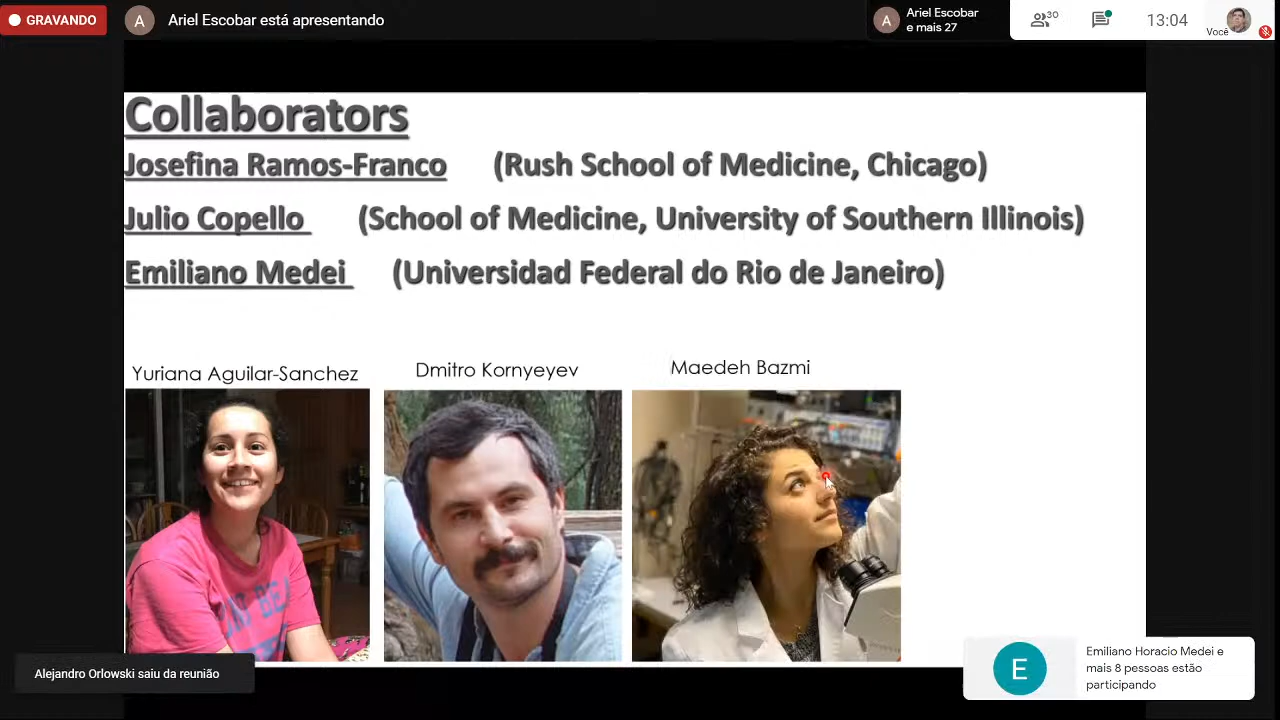 GRAVANDO
A
Ariel Escobar está apresentando
A
Ariel Escobar
e mais 27
30
13:04
Você
Collaborators
Josefina Ramos-Franco (Rush School of Medicine, Chicago)
Julio Copello (School of Medicine, University of Southern Illinois)
Emiliano Medei (Universidad Federal do Rio de Janeiro)
Yuriana Aguilar-Sanchez
Dmitro Kornyeyev
Maedeh Bazmi
Alejandro Orlowski saiu da reunião
E
Emiliano Horacio Medei e
mais 8 pessoas estão
participando